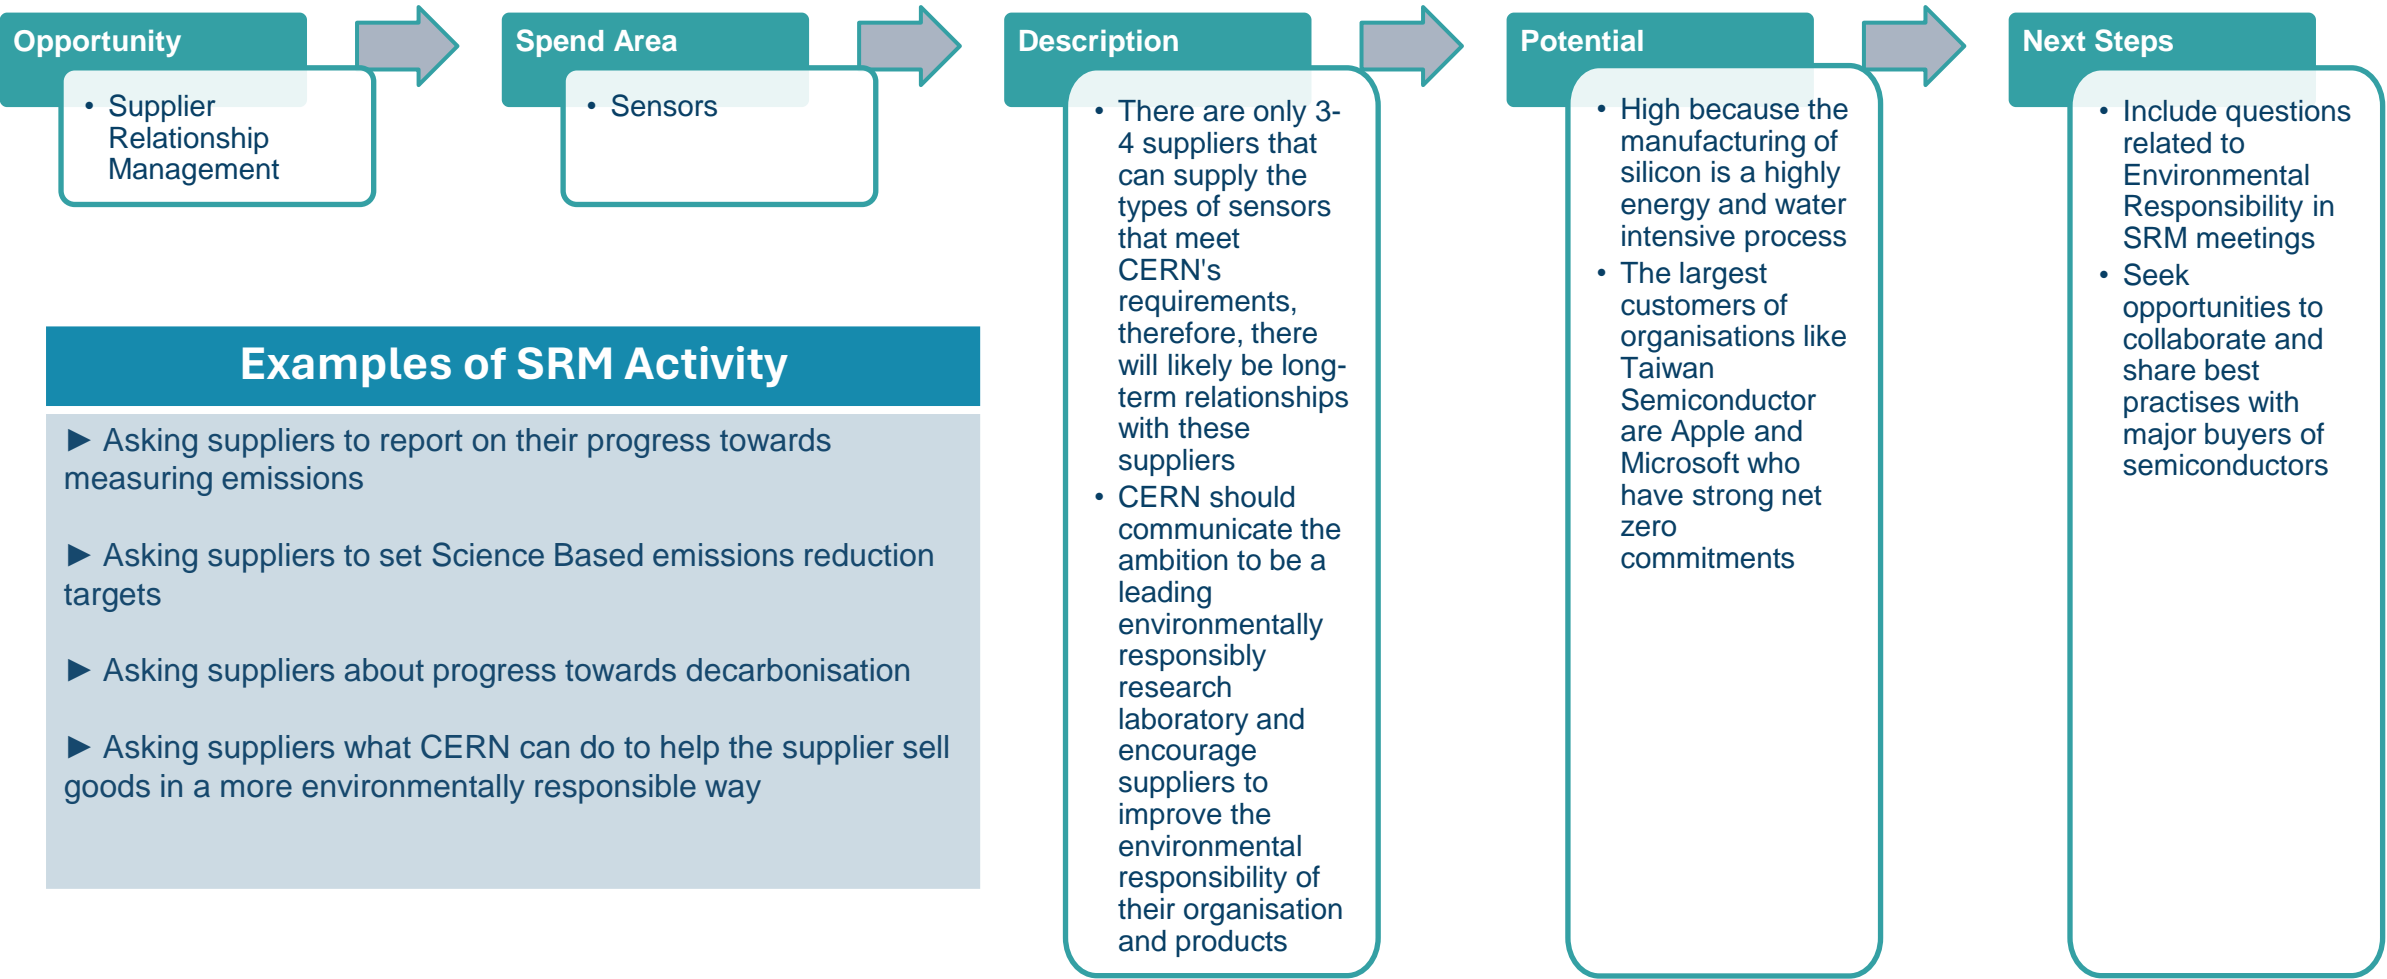 Opportunity
• Supplier
Relationship
Management
Spend Area
• Sensors
Description
• There are only 3-
4 suppliers that
can supply the
types of sensors
that meet
CERN's
requirements,
therefore, there
will likely be long-
term relationships
with these
suppliers
• CERN should
communicate the
ambition to be a
leading
environmentally
responsibly
research
laboratory and
encourage
suppliers to
improve the
environmental
responsibility of
their organisation
and products
Potential
• High because the
manufacturing of
silicon is a highly
energy and water
intensive process
• The largest
customers of
organisations like
Taiwan
Semiconductor
are Apple and
Microsoft who
have strong net
zero
commitments
Next Steps
• Include questions
related to
Environmental
Responsibility in
SRM meetings
• Seek
opportunities to
collaborate and
share best
practises with
major buyers of
semiconductors
Examples of SRM Activity
► Asking suppliers to report on their progress towards
measuring emissions
► Asking suppliers to set Science Based emissions reduction
targets
► Asking suppliers about progress towards decarbonisation
► Asking suppliers what CERN can do to help the supplier sell
goods in a more environmentally responsible way